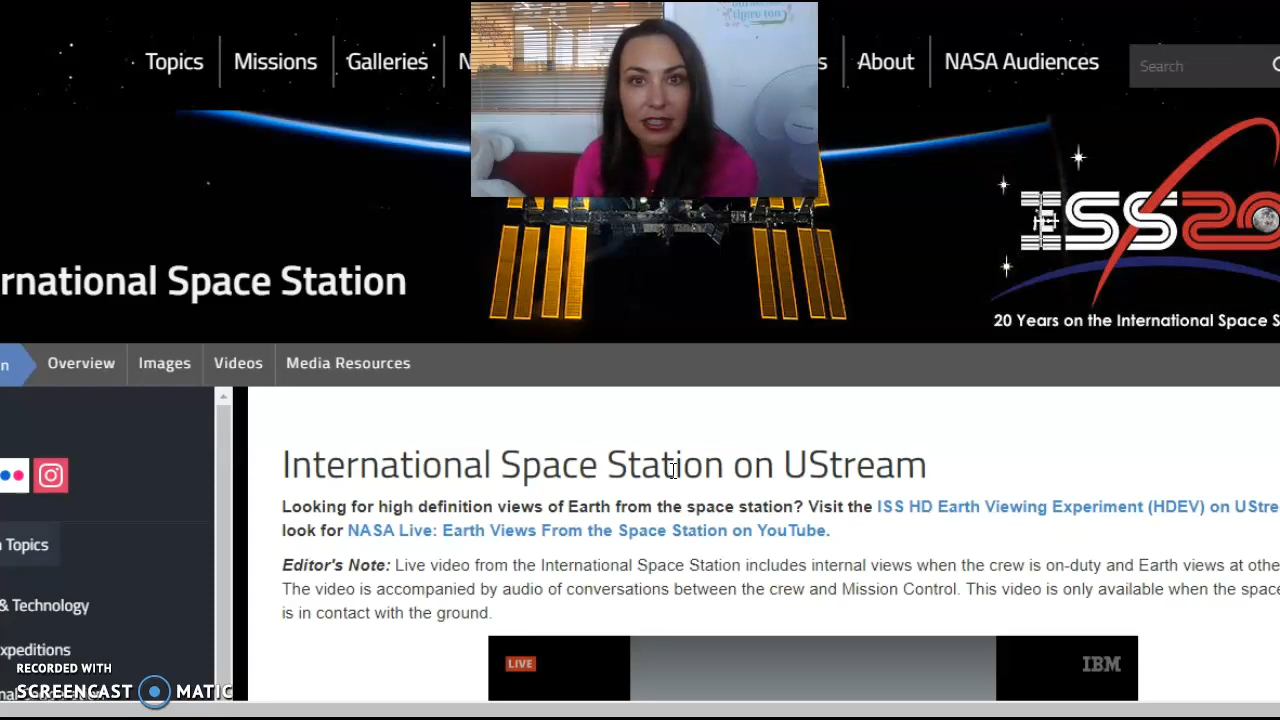 there too
Topics
Missions
Galleries
N
s
About
NASA Audiences
Search
ISS20
rnational Space Station
20 Years on the International Space S
n
Overview
Images
Videos
Media Resources
International Space Station on UStream
Looking for high definition views of Earth from the space station? Visit the ISS HD Earth Viewing Experiment (HDEV) on UStre
look for NASA Live: Earth Views From the Space Station on YouTube.
n Topics
Editor's Note: Live video from the International Space Station includes internal views when the crew is on-duty and Earth views at othe
The video is accompanied by audio of conversations between the crew and Mission Control. This video is only available when the space
is in contact with the ground.
& Technology
xpeditions
LIVE
IBM
RECORDED WITH
SCREENCAST MATIC